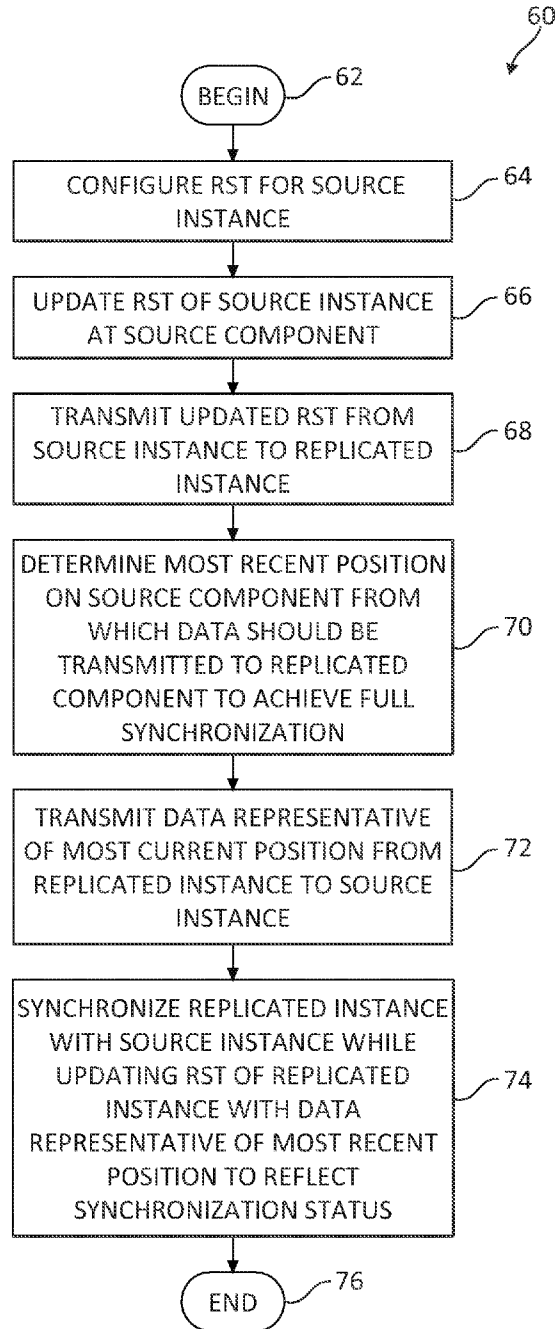 60
BEGIN
62
CONFIGURE RST FOR SOURCE
INSTANCE
64
UPDATE RST OF SOURCE INSTANCE
AT SOURCE COMPONENT
66
TRANSMIT UPDATED RST FROM
SOURCE INSTANCE TO REPLICATED
INSTANCE
68
DETERMINE MOST RECENT POSITION
ON SOURCE COMPONENT FROM
WHICH DATA SHOULD BE
TRANSMITTED TO REPLICATED
COMPONENT TO ACHIEVE FULL
SYNCHRONIZATION
70
TRANSMIT DATA REPRESENTATIVE
OF MOST CURRENT POSITION FROM
REPLICATED INSTANCE TO SOURCE
INSTANCE
72
SYNCHRONIZE REPLICATED INSTANCE
WITH SOURCE INSTANCE WHILE
UPDATING RST OF REPLICATED
INSTANCE WITH DATA
REPRESENTATIVE OF MOST RECENT
POSITION TO REFLECT
SYNCHRONIZATION STATUS
74
END
76